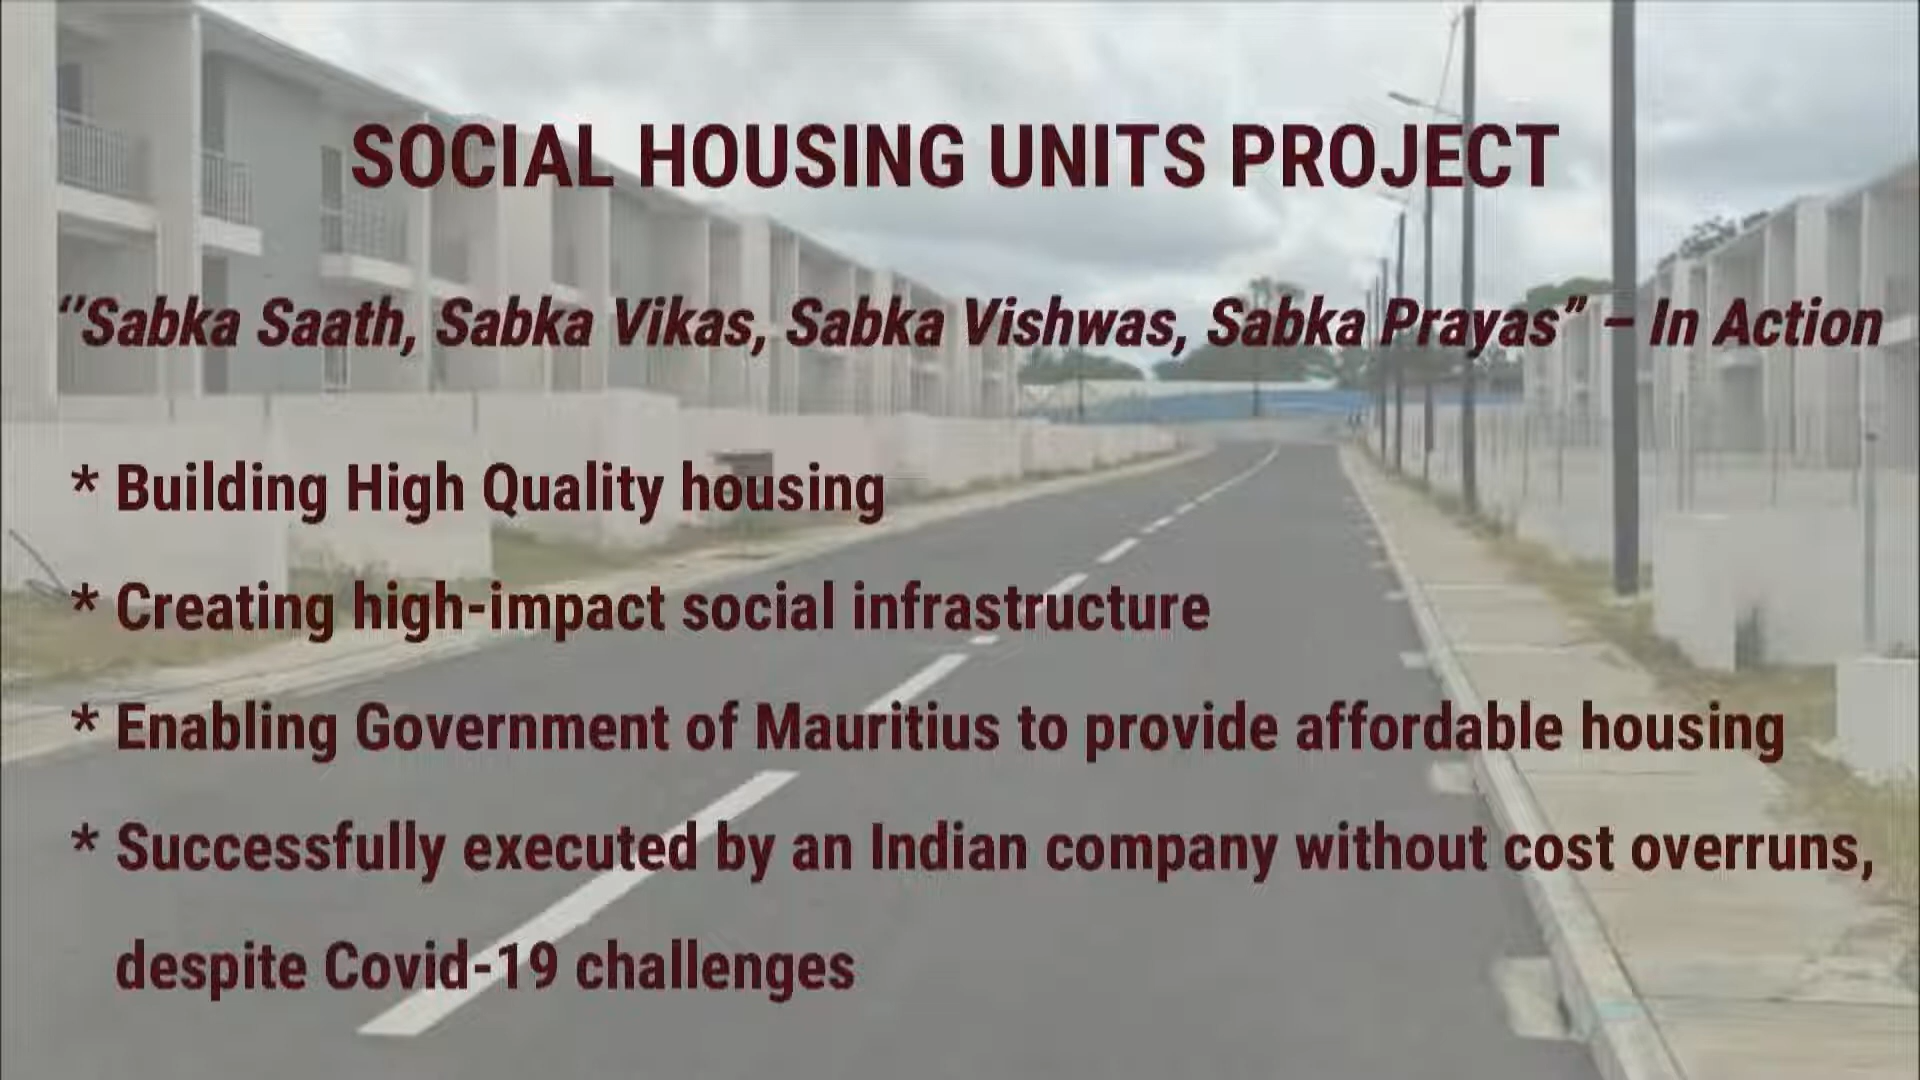 SOCIAL HOUSING UNITS PROJECT
‘’Sabka Saath, Sabka Vikas, Sabka Vishwas, Sabka Prayas” – In Action
* Building High Quality housing
* Creating high-impact social infrastructure
* Enabling Government of Mauritius to provide affordable housing
* Successfully executed by an Indian company without cost overruns,
despite Covid-19 challenges